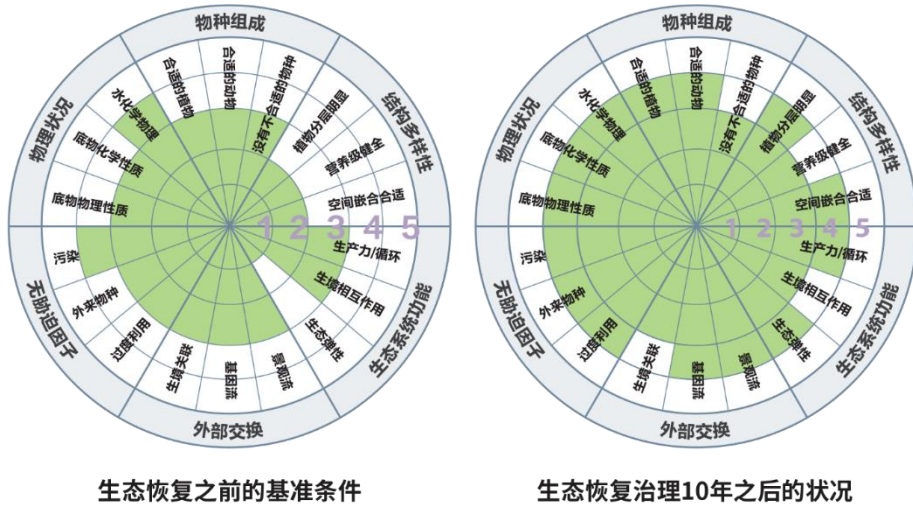 物种组成
结构多样性
生态系统功能
外部交换
无胁迫因子
物理状况
合适的植物
合适的动物
没有不合适的物种
植物分层明显
营养级健全
空间嵌合合适
生产力/循环
生境相互作用
生态弹性
景观流
基因流
生境关联
过度利用
外来物种
污染
底物物理性质
底物化学性质
水化学物理
1 2 3 4 5
生态恢复之前的基准条件
物种组成
结构多样性
生态系统功能
外部交换
无胁迫因子
物理状况
合适的植物
合适的动物
没有不合适的物种
植物分层明显
营养级健全
空间嵌合合适
生产力/循环
生境相互作用
生态弹性
景观流
基因流
生境关联
过度利用
外来物种
污染
底物物理性质
底物化学性质
水化学物理
1 2 3 4 5
生态恢复治理10年之后的状况